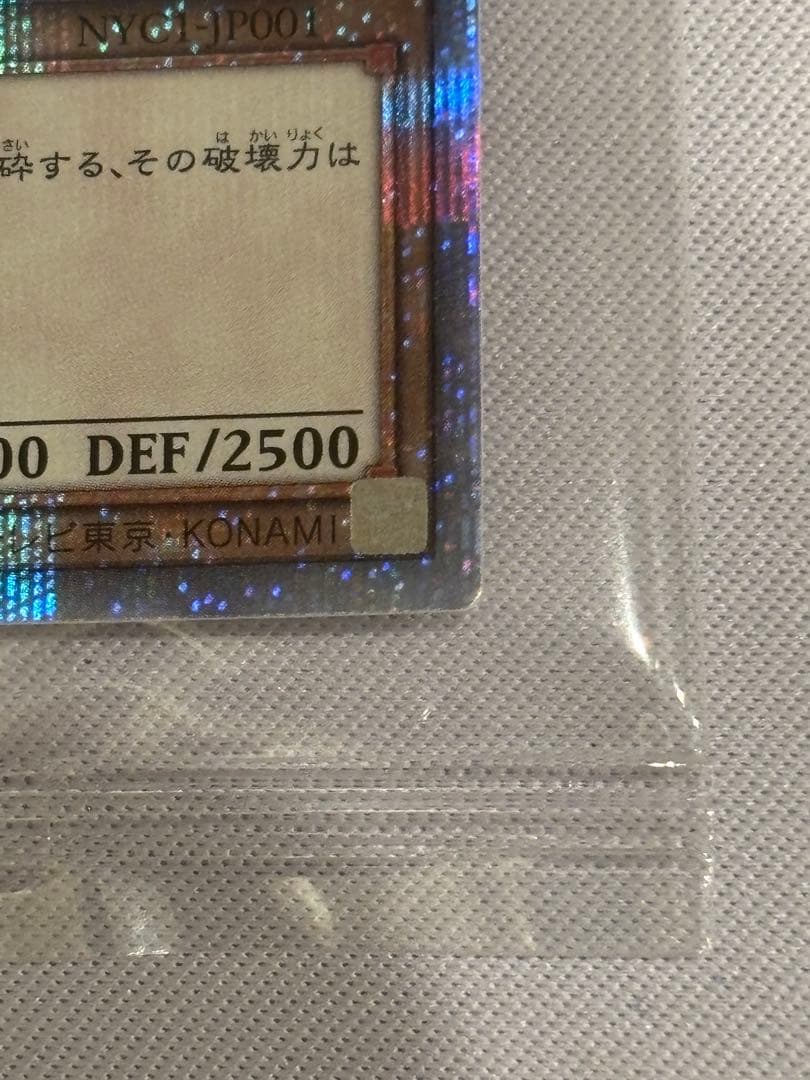 NYC1-JP001
砕する、その破壊力は
さい は かい りょく
00 DEF/2500
レビ東京・KONAMI